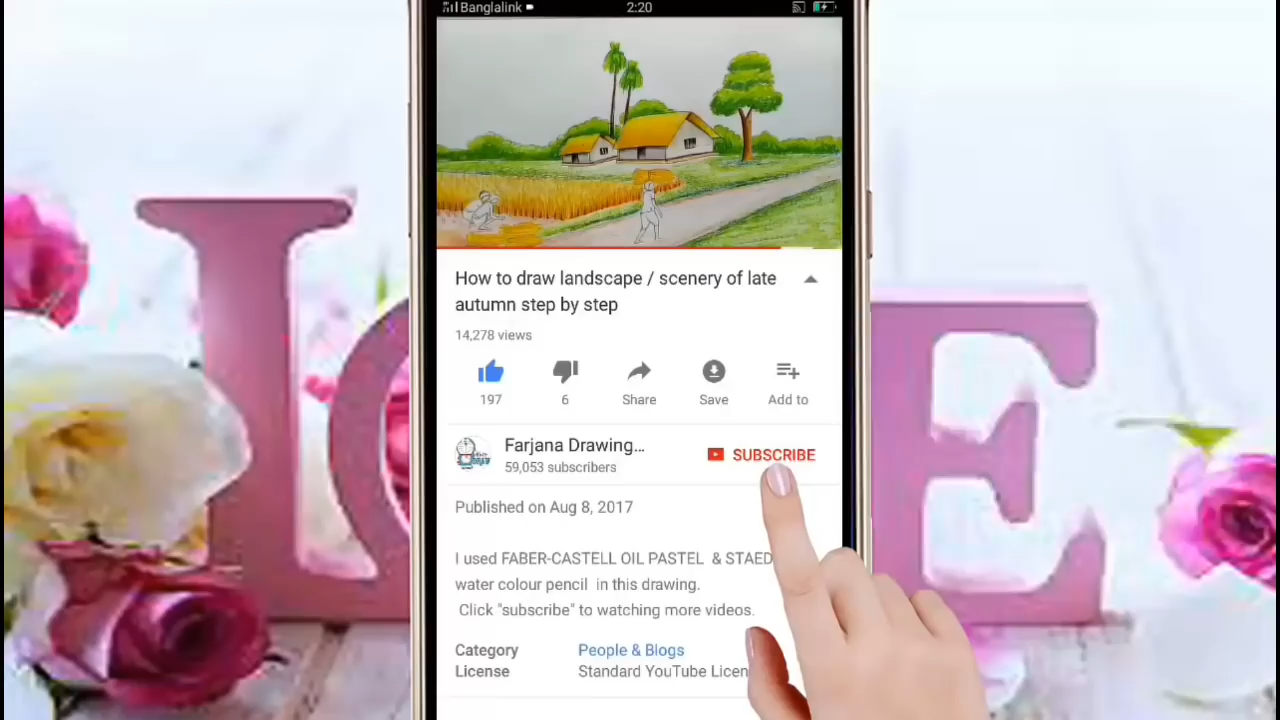 Banglalink
2:20
How to draw landscape / scenery of late
autumn step by step
14,278 views
197
6
Share
Save
Add to
Farjana Drawing...
59,053 subscribers
SUBSCRIBE
Published on Aug 8, 2017
I used FABER-CASTELL OIL PASTEL & STAED
water colour pencil in this drawing.
Click "subscribe" to watching more videos.
Category
People & Blogs
License
Standard YouTube Licen